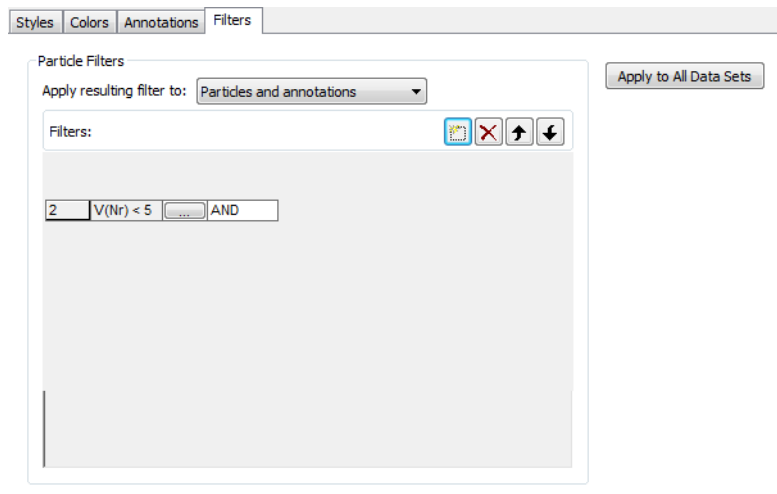 Styles Colors Annotations Filters
Particle Filters
Apply to All Data Sets
Apply resulting filter to: Particles and annotations
Filters:
2 V(Nr) < 5 ... AND